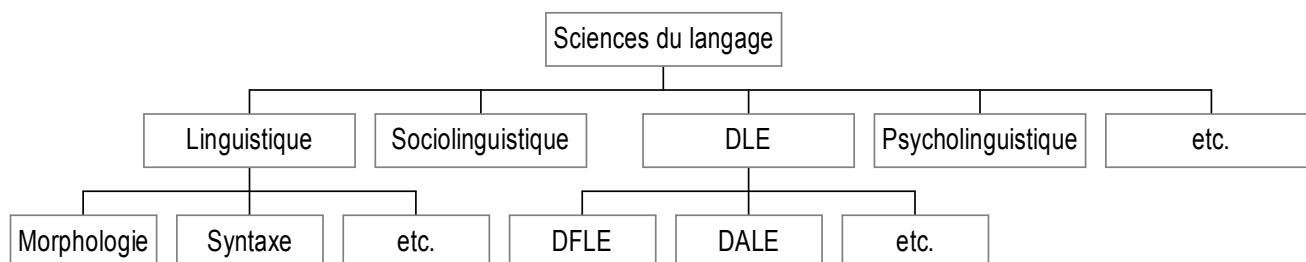 Sciences du langage
Linguistique
Sociolinguistique
DLE
Psycholinguistique
etc.
Morphologie
Syntaxe
etc.
DFLE
DALE
etc.